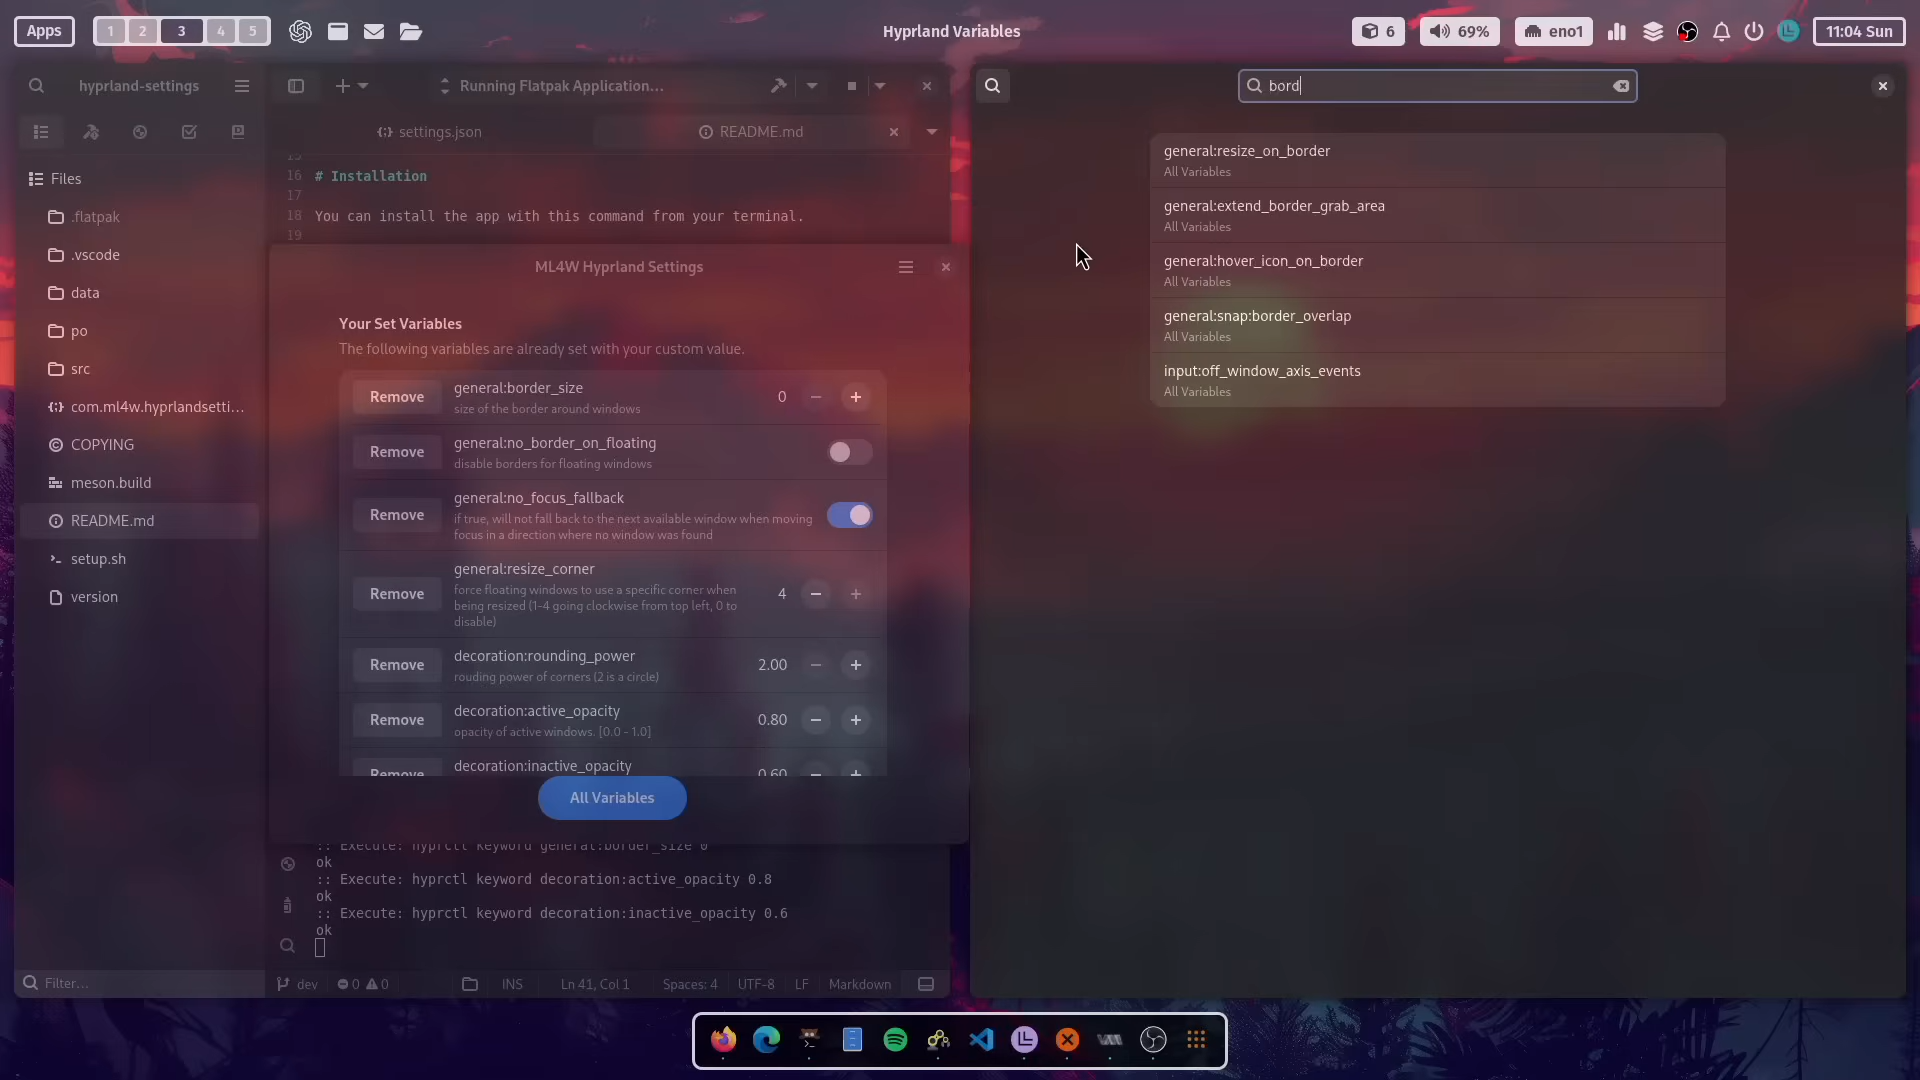 Apps
1 2 3 4 5
Hyprland Variables
6
69%
eno1
11:04 Sun
hyprland-settings
Running Flatpak Application…
settings.json
README.md
Files
.flatpak
.vscode
data
po
src
com.ml4w.hyprlandsetti…
COPYING
meson.build
README.md
setup.sh
version
Filter...
15
16 # Installation
17
18 You can install the app with this command from your terminal.
19
ML4W Hyprland Settings
Your Set Variables
The following variables are already set with your custom value.
Remove
general:border_size
size of the border around windows
0 − +
Remove
general:no_border_on_floating
disable borders for floating windows
Remove
general:no_focus_fallback
if true, will not fall back to the next available window when moving
focus in a direction where no window was found
Remove
general:resize_corner
force floating windows to use a specific corner when
being resized (1-4 going clockwise from top left, 0 to
disable)
4 − +
Remove
decoration:rounding_power
rouding power of corners (2 is a circle)
2.00 − +
Remove
decoration:active_opacity
opacity of active windows. [0.0 - 1.0]
0.80 − +
Remove
decoration:inactive_opacity
0.60 − +
All Variables
:: Execute: hyprctl keyword general:border_size 0
ok
:: Execute: hyprctl keyword decoration:active_opacity 0.8
ok
:: Execute: hyprctl keyword decoration:inactive_opacity 0.6
ok
dev
0 0
INS
Ln 41, Col 1
Spaces: 4
UTF-8
LF
Markdown
bord
general:resize_on_border
All Variables
general:extend_border_grab_area
All Variables
general:hover_icon_on_border
All Variables
general:snap:border_overlap
All Variables
input:off_window_axis_events
All Variables